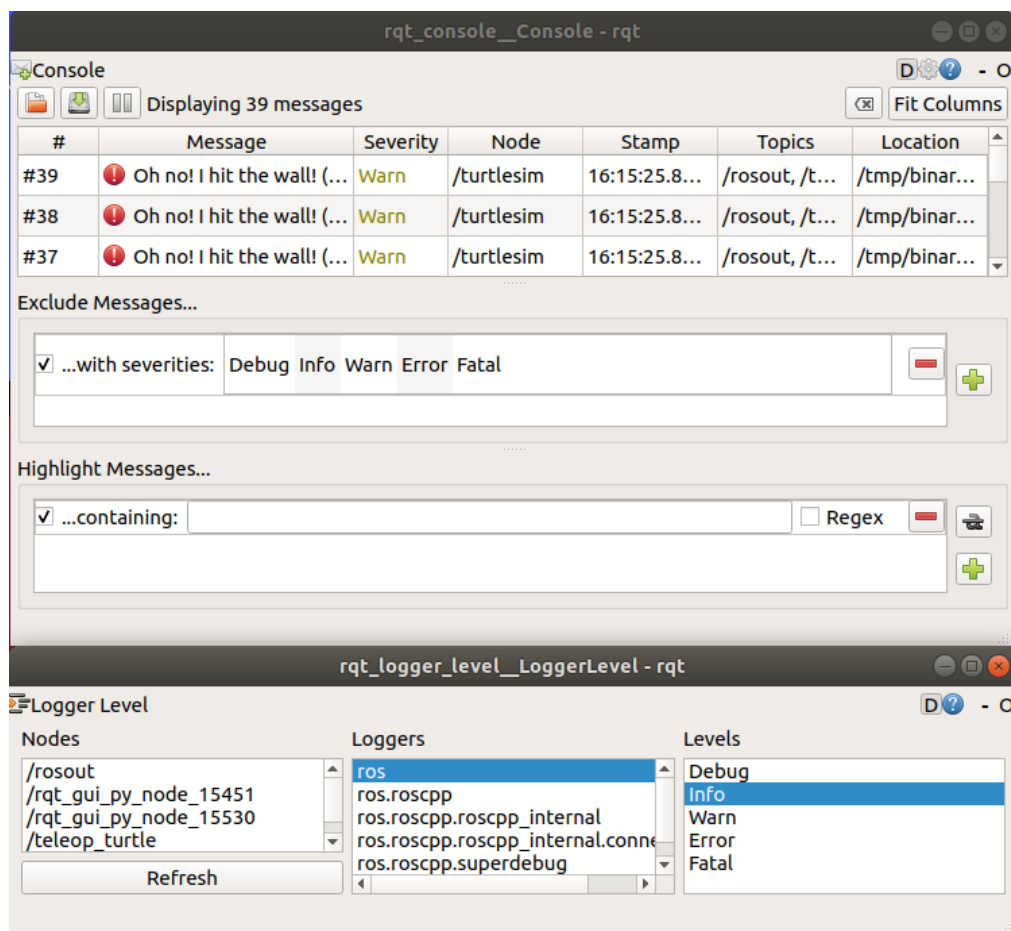 rqt_console__Console - rqt
Console D - O
Displaying 39 messages Fit Columns
# Message Severity Node Stamp Topics Location
#39 Oh no! I hit the wall! (... Warn /turtlesim 16:15:25.8... /rosout, /t... /tmp/binar...
#38 Oh no! I hit the wall! (... Warn /turtlesim 16:15:25.8... /rosout, /t... /tmp/binar...
#37 Oh no! I hit the wall! (... Warn /turtlesim 16:15:25.8... /rosout, /t... /tmp/binar...
Exclude Messages...
...with severities: Debug Info Warn Error Fatal
Highlight Messages...
...containing: Regex
rqt_logger_level__LoggerLevel - rqt
Logger Level D - O
Nodes Loggers Levels
/rosout ros Debug
/rqt_gui_py_node_15451 ros.roscpp Info
/rqt_gui_py_node_15530 ros.roscpp.roscpp_internal Warn
/teleop_turtle ros.roscpp.roscpp_internal.conne Error
ros.roscpp.superdebug Fatal
Refresh